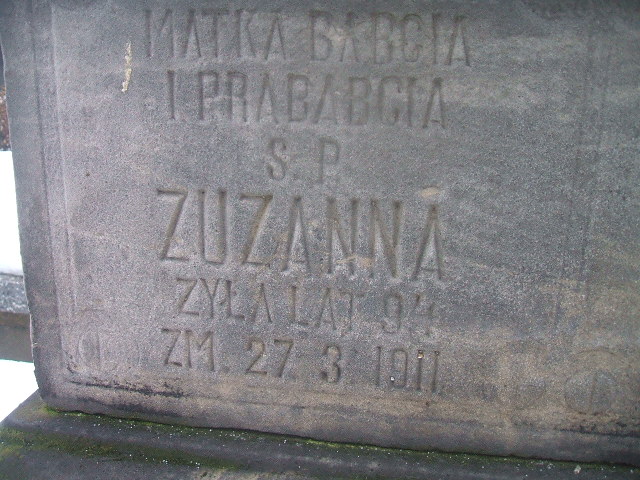 MATKA BABCIA
I PRABABCIA
S. P.
ZUZANNA
ŻYŁA LAT 94
ZM. 27. 3. 1911